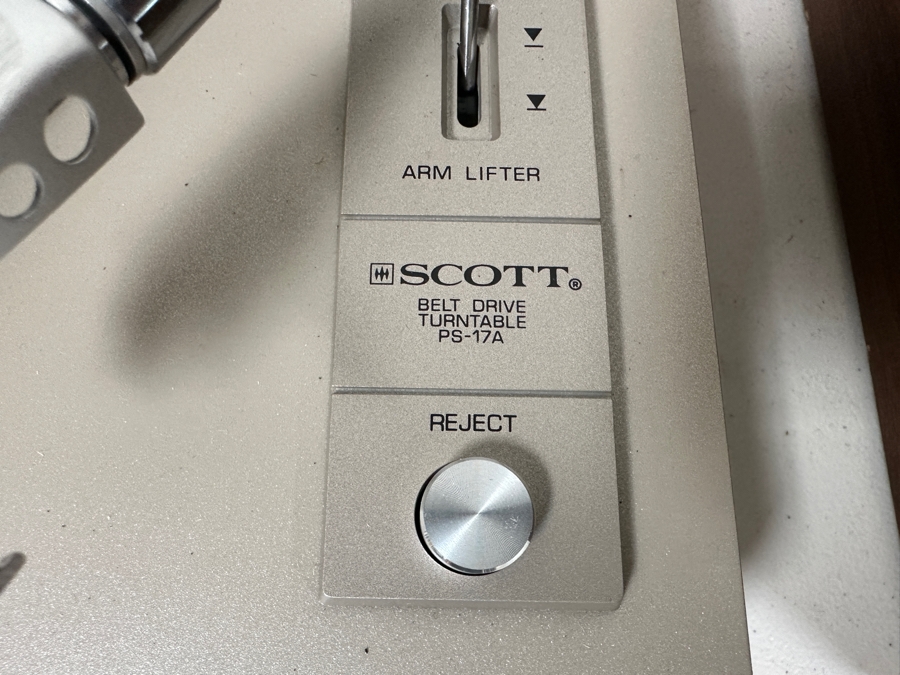 ARM LIFTER
SCOTT®
BELT DRIVE
TURNTABLE
PS-17A
REJECT